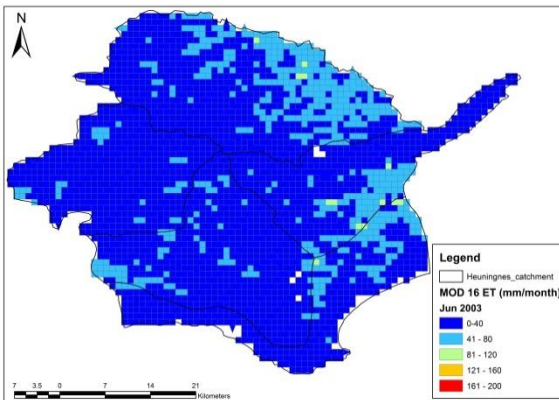 N
Legend
Heuningnes_catchment
MOD 16 ET (mm/month)
Jun 2003
0-40
41 - 80
81 - 120
121 - 160
161 - 200
7 3.5 0 7 14 21
Kilometers